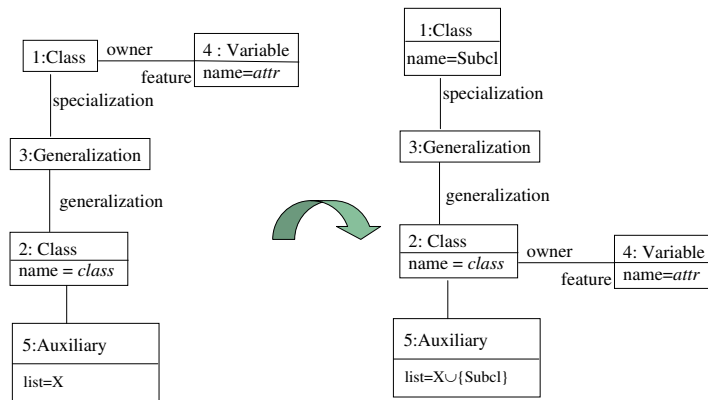 1:Class
owner
4 : Variable
name=attr
feature
specialization
3:Generalization
generalization
2: Class
name = class
5:Auxiliary
list=X
1:Class
name=Subcl
specialization
3:Generalization
generalization
2: Class
name = class
owner
4: Variable
name=attr
feature
5:Auxiliary
list=X∪{Subcl}